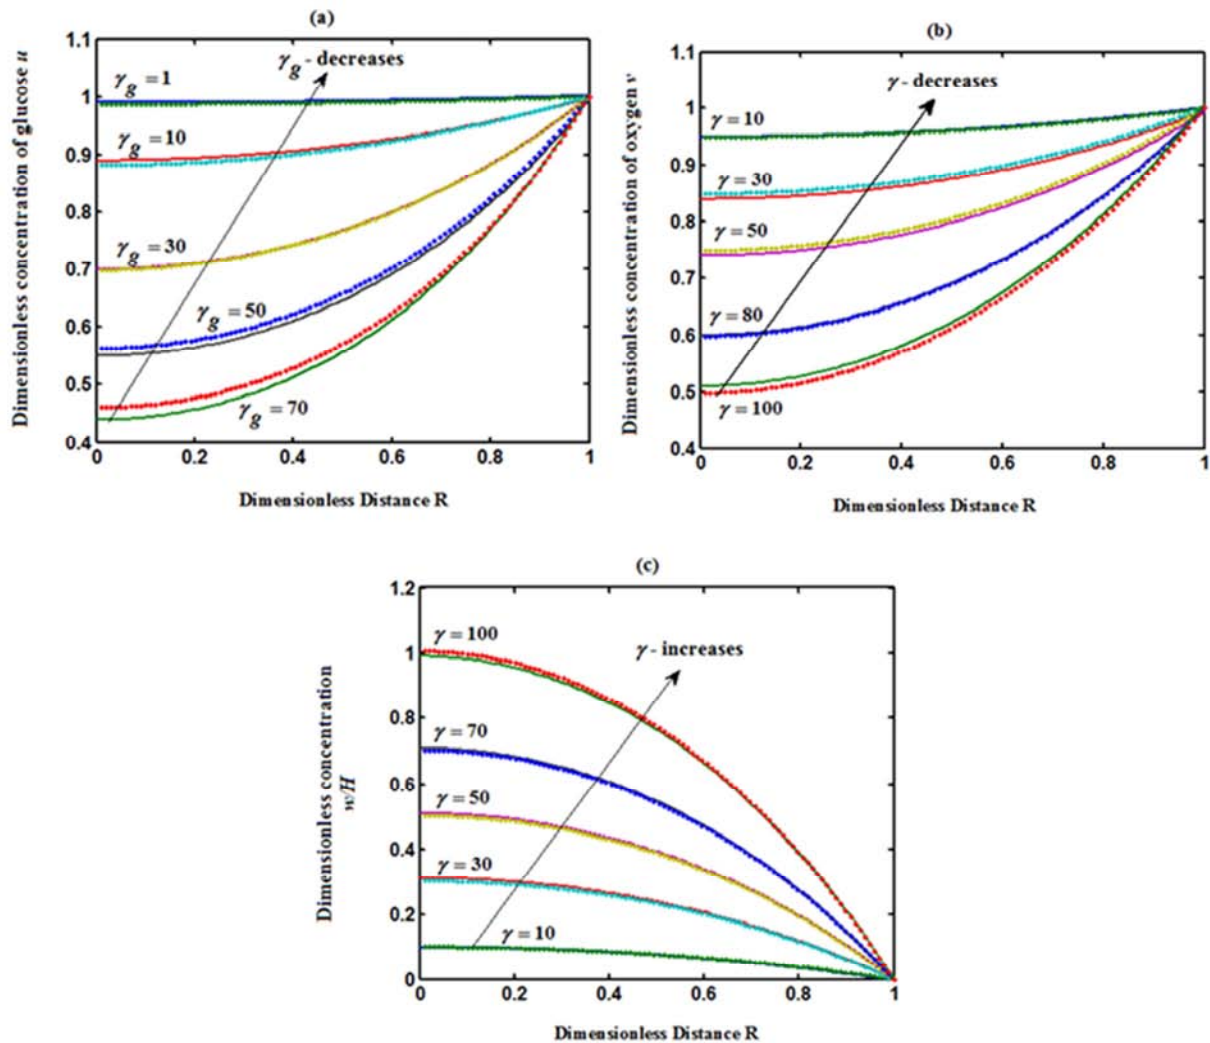 (a)
Dimensionless concentration of glucose u
1.1
1
0.9
0.8
0.7
0.6
0.5
0.4
γg - decreases
γg = 1
γg = 10
γg = 30
γg = 50
γg = 70
0
0.2
0.4
0.6
0.8
1
Dimensionless Distance R
(b)
Dimensionless concentration of oxygen v
1.1
1
0.9
0.8
0.7
0.6
0.5
0.4
γ - decreases
γ = 10
γ = 30
γ = 50
γ = 80
γ = 100
0
0.2
0.4
0.6
0.8
1
Dimensionless Distance R
(c)
Dimensionless concentration
w/H
1.2
1
0.8
0.6
0.4
0.2
0
γ = 100
γ - increases
γ = 70
γ = 50
γ = 30
γ = 10
0
0.2
0.4
0.6
0.8
1
Dimensionless Distance R